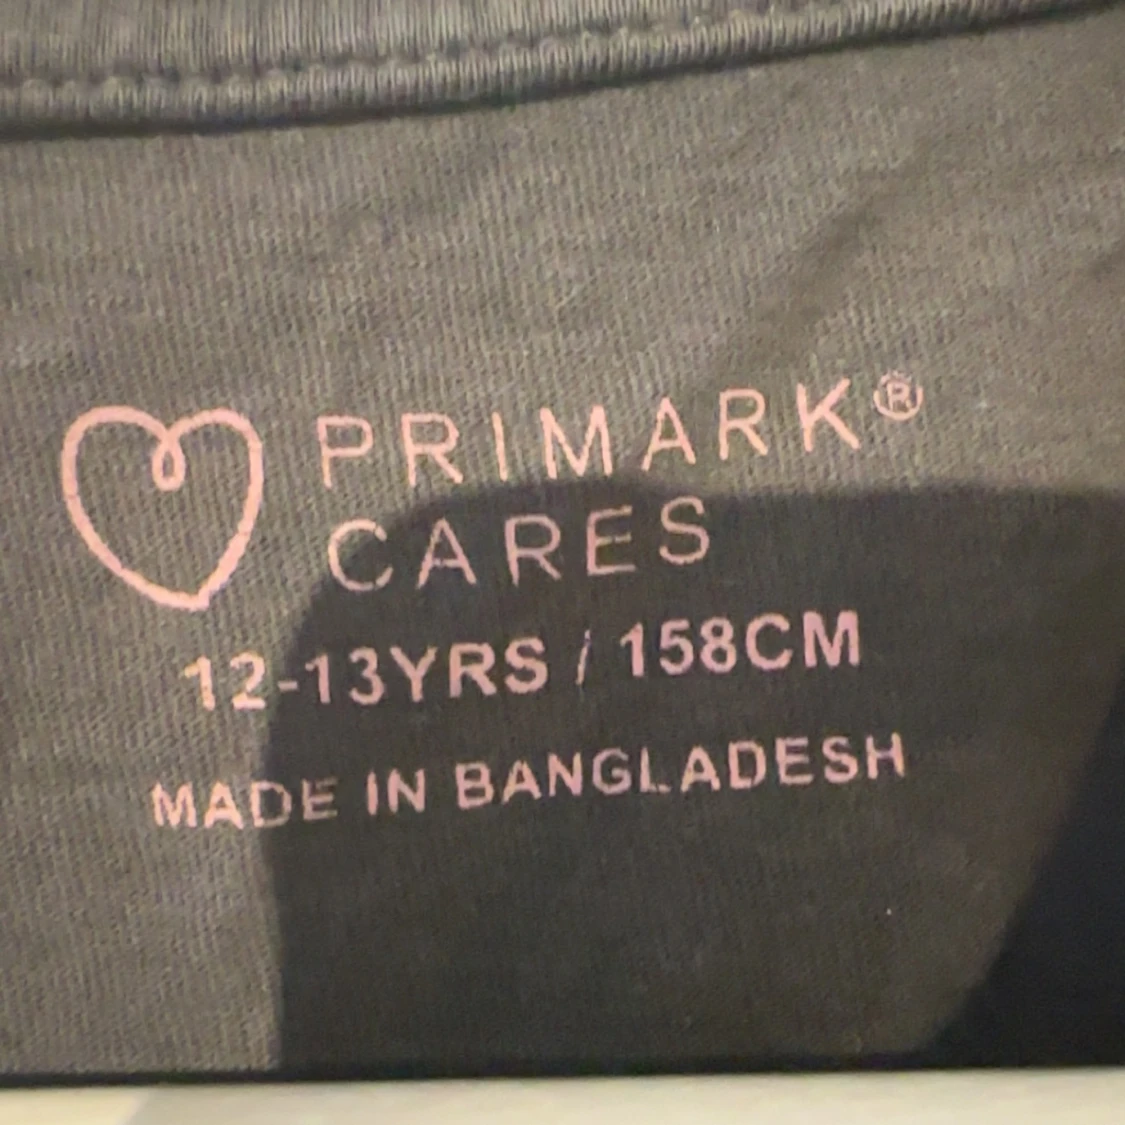 PRIMARK®
CARES
12-13YRS / 158CM
MADE IN BANGLADESH